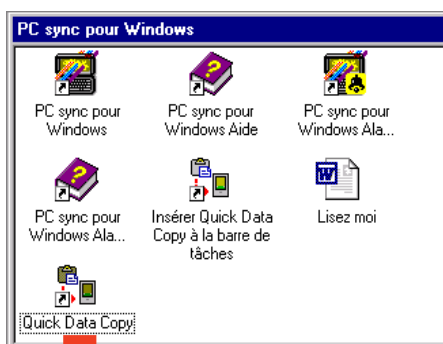 PC sync pour Windows
PC sync pour
Windows
PC sync pour
Windows Aide
PC sync pour
Windows Ala...
PC sync pour
Windows Ala...
Insérer Quick Data
Copy à la barre de
tâches
Lisez moi
Quick Data Copy